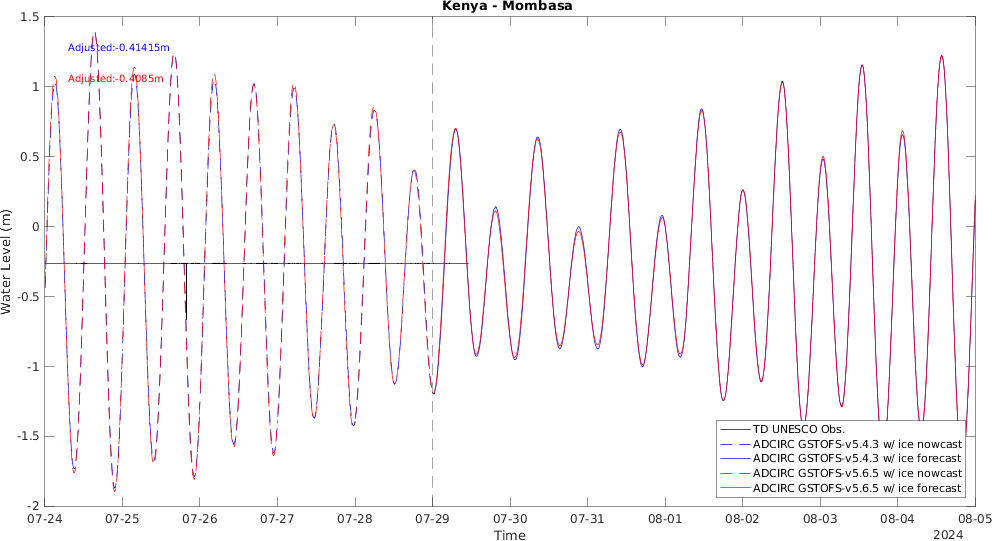 Kenya - Mombasa
Adjusted:-0.41415m
Adjusted:-0.4085m
Water Level (m)
1.5
1
0.5
0
-0.5
-1
-1.5
-2
TD UNESCO Obs.
ADCIRC GSTOFS-v5.4.3 w/ ice nowcast
ADCIRC GSTOFS-v5.4.3 w/ ice forecast
ADCIRC GSTOFS-v5.6.5 w/ ice nowcast
ADCIRC GSTOFS-v5.6.5 w/ ice forecast
07-24 07-25 07-26 07-27 07-28 07-29 07-30 07-31 08-01 08-02 08-03 08-04 08-05
Time
2024